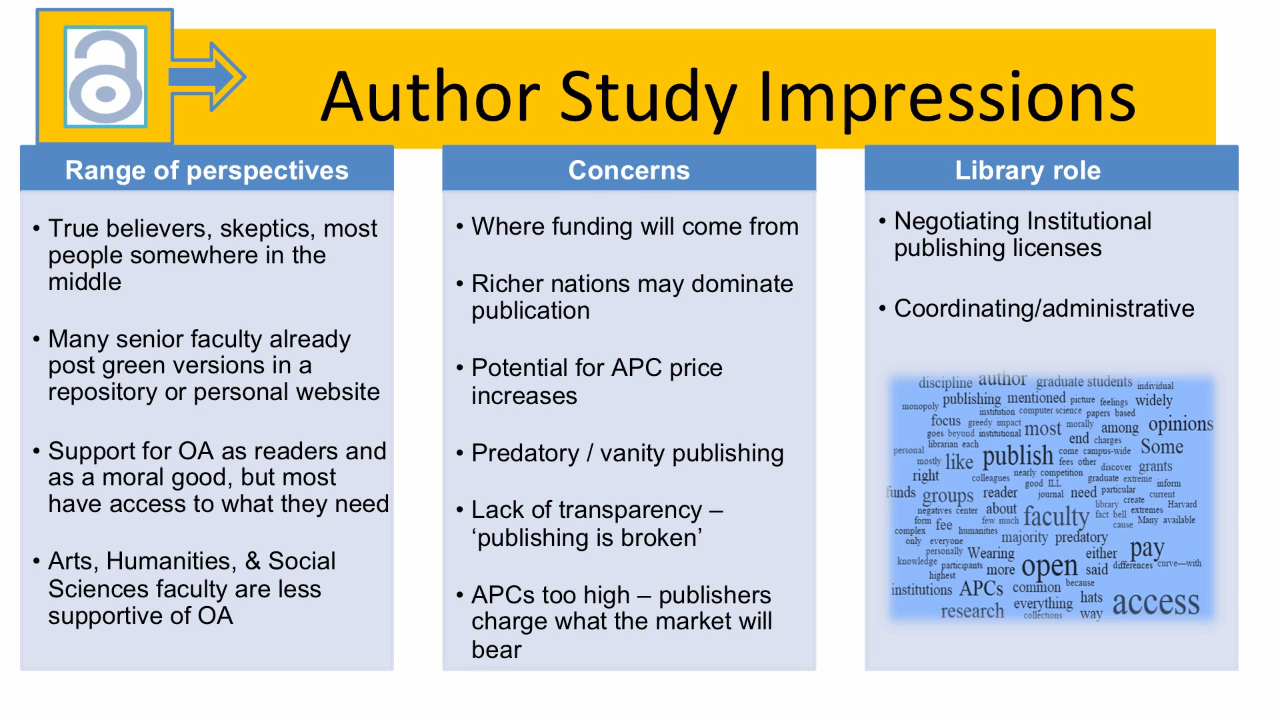 Author Study Impressions
Range of perspectives
• True believers, skeptics, most
people somewhere in the
middle
• Many senior faculty already
post green versions in a
repository or personal website
• Support for OA as readers and
as a moral good, but most
have access to what they need
• Arts, Humanities, & Social
Sciences faculty are less
supportive of OA
Concerns
• Where funding will come from
• Richer nations may dominate
publication
• Potential for APC price
increases
• Predatory / vanity publishing
• Lack of transparency –
‘publishing is broken’
• APCs too high – publishers
charge what the market will
bear
Library role
• Negotiating Institutional
publishing licenses
• Coordinating/administrative
discipline author graduate students individual
monopoly publishing mentioned picture feelings widely
institution computer science papers based
focus greedy impact most morally among opinions
goes beyond institutional end charges
personal librarian each publish come campus-wide Some
mostly like fees other discover grants
right colleagues nearly competition graduate extreme inform
funds groups reader good ILL journal need particular current
negatives center about library create Harvard
form fee few much faculty fact bell extremes
complex humanities cause Many available
only everyone majority predatory
personally Wearing either pay
knowledge participants more open said differences curve—with
highest
institutions APCs common because
research everything hats access
collections way